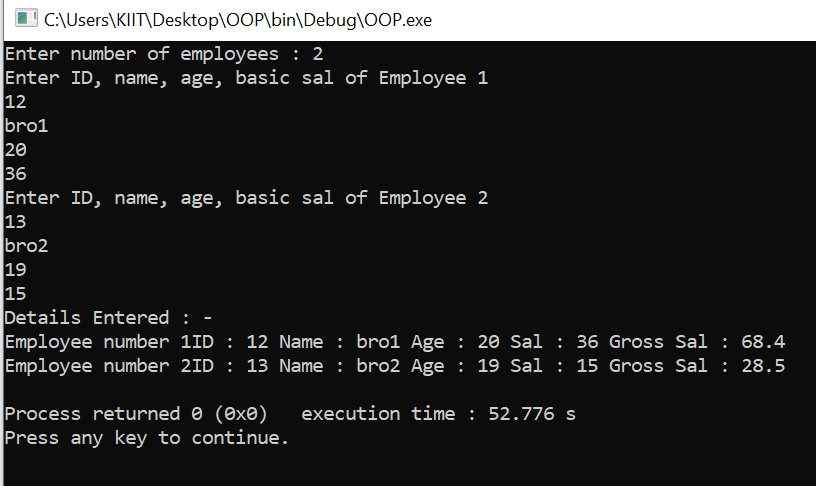 C:\Users\KIIT\Desktop\OOP\bin\Debug\OOP.exe
Enter number of employees : 2
Enter ID, name, age, basic sal of Employee 1
12
bro1
20
36
Enter ID, name, age, basic sal of Employee 2
13
bro2
19
15
Details Entered : -
Employee number 1ID : 12 Name : bro1 Age : 20 Sal : 36 Gross Sal : 68.4
Employee number 2ID : 13 Name : bro2 Age : 19 Sal : 15 Gross Sal : 28.5
Process returned 0 (0x0)   execution time : 52.776 s
Press any key to continue.